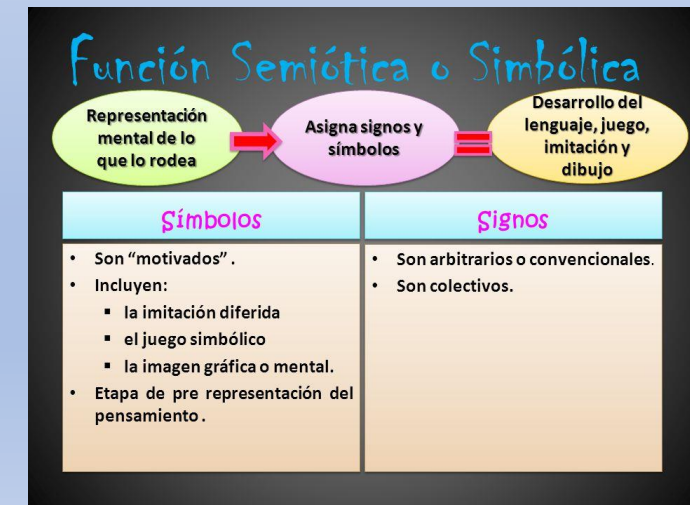 Función Semiótica o Simbólica
Representación
mental de lo
que lo rodea
Asigna signos y
símbolos
Desarrollo del
lenguaje, juego,
imitación y
dibujo
Símbolos
• Son “motivados” .
• Incluyen:
▪ la imitación diferida
▪ el juego simbólico
▪ la imagen gráfica o mental.
• Etapa de pre representación del
pensamiento .
Signos
• Son arbitrarios o convencionales.
• Son colectivos.